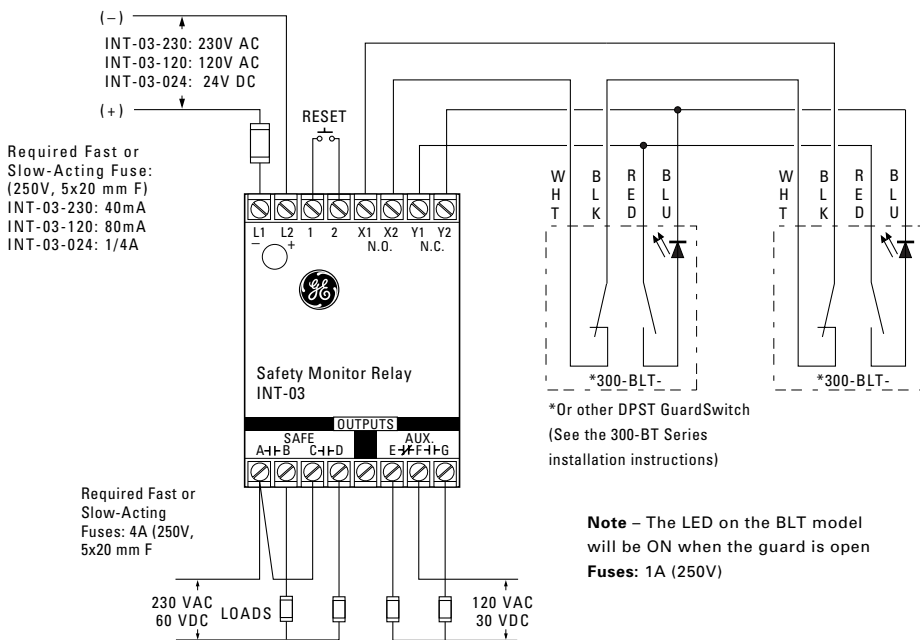 (–)
INT-03-230: 230V AC
INT-03-120: 120V AC
INT-03-024: 24V DC
(+)
Required Fast or
Slow-Acting Fuse:
(250V, 5x20 mm F)
INT-03-230: 40mA
INT-03-120: 80mA
INT-03-024: 1/4A
RESET
L1 L2 1 2 X1 X2 Y1 Y2
– + N.O. N.C.
GE
Safety Monitor Relay
INT-03
OUTPUTS
SAFE AUX.
A B C D E F G
WHT BLK RED BLU
WHT BLK RED BLU
*300-BLT-
*300-BLT-
*Or other DPST GuardSwitch
(See the 300-BT Series
installation instructions)
Required Fast or
Slow-Acting
Fuses: 4A (250V,
5x20 mm F
Note – The LED on the BLT model
will be ON when the guard is open
Fuses: 1A (250V)
230 VAC
60 VDC
LOADS
120 VAC
30 VDC